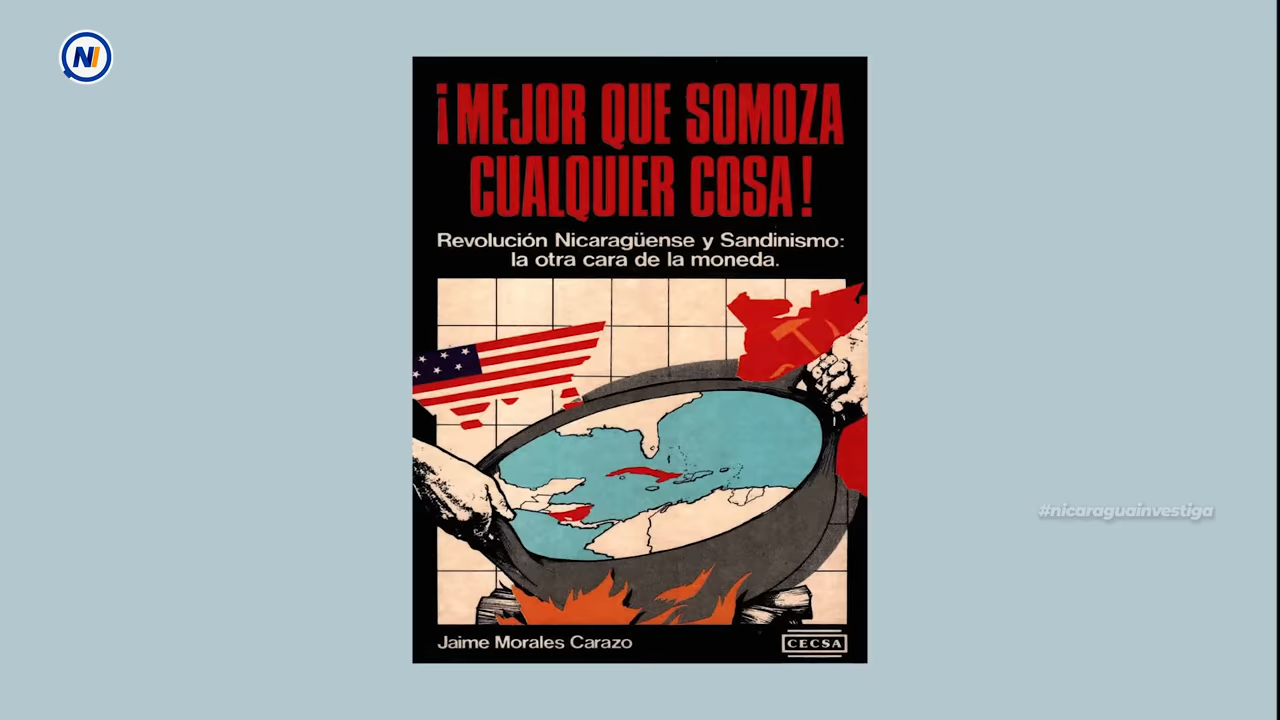 NI
¡MEJOR QUE SOMOZA
CUALQUIER COSA!
Revolución Nicaragüense y Sandinismo:
la otra cara de la moneda.
Jaime Morales Carazo
CECSA
#nicaraguainvestiga